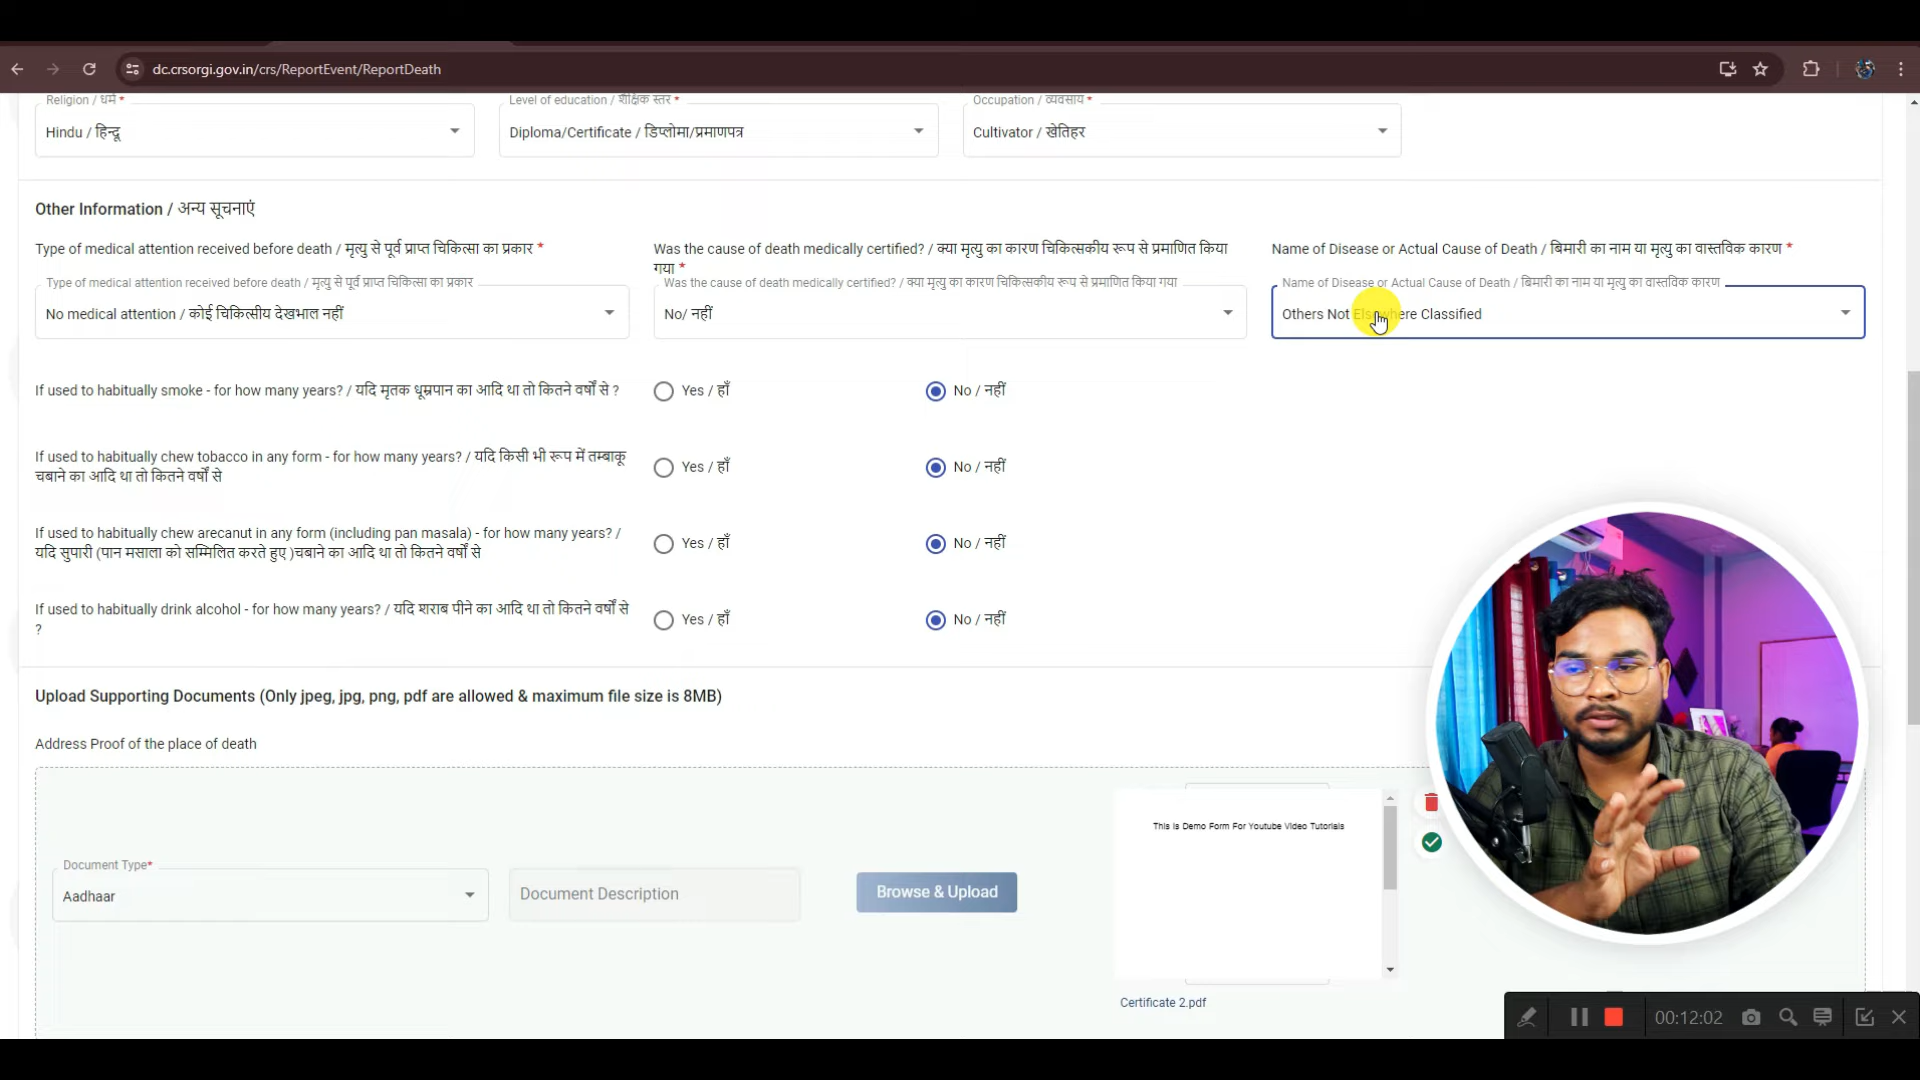 dc.crsorgi.gov.in/crs/ReportEvent/ReportDeath
Religion / धर्म *
Level of education / शैक्षिक स्तर *
Occupation / व्यवसाय *
Hindu / हिन्दू
Diploma/Certificate / डिप्लोमा/प्रमाणपत्र
Cultivator / खेतिहर
Other Information / अन्य सूचनाएं
Type of medical attention received before death / मृत्यु से पूर्व प्राप्त चिकित्सा का प्रकार *
Was the cause of death medically certified? / क्या मृत्यु का कारण चिकित्सकीय रूप से प्रमाणित किया
गया *
Name of Disease or Actual Cause of Death / बिमारी का नाम या मृत्यु का वास्तविक कारण *
Type of medical attention received before death / मृत्यु से पूर्व प्राप्त चिकित्सा का प्रकार
Was the cause of death medically certified? / क्या मृत्यु का कारण चिकित्सकीय रूप से प्रमाणित किया गया
Name of Disease or Actual Cause of Death / बिमारी का नाम या मृत्यु का वास्तविक कारण
No medical attention / कोई चिकित्सीय देखभाल नहीं
No/ नहीं
Others Not Elsewhere Classified
If used to habitually smoke - for how many years? / यदि मृतक धूम्रपान का आदि था तो कितने वर्षों से ?
Yes / हाँ
No / नहीं
If used to habitually chew tobacco in any form - for how many years? / यदि किसी भी रूप में तम्बाकू
चबाने का आदि था तो कितने वर्षों से
Yes / हाँ
No / नहीं
If used to habitually chew arecanut in any form (including pan masala) - for how many years? /
यदि सुपारी (पान मसाला को सम्मिलित करते हुए )चबाने का आदि था तो कितने वर्षों से
Yes / हाँ
No / नहीं
If used to habitually drink alcohol - for how many years? / यदि शराब पीने का आदि था तो कितने वर्षों से
?
Yes / हाँ
No / नहीं
Upload Supporting Documents (Only jpeg, jpg, png, pdf are allowed & maximum file size is 8MB)
Address Proof of the place of death
This Is Demo Form For Youtube Video Tutorials
Document Type*
Aadhaar
Document Description
Browse & Upload
Certificate 2.pdf
00:12:02